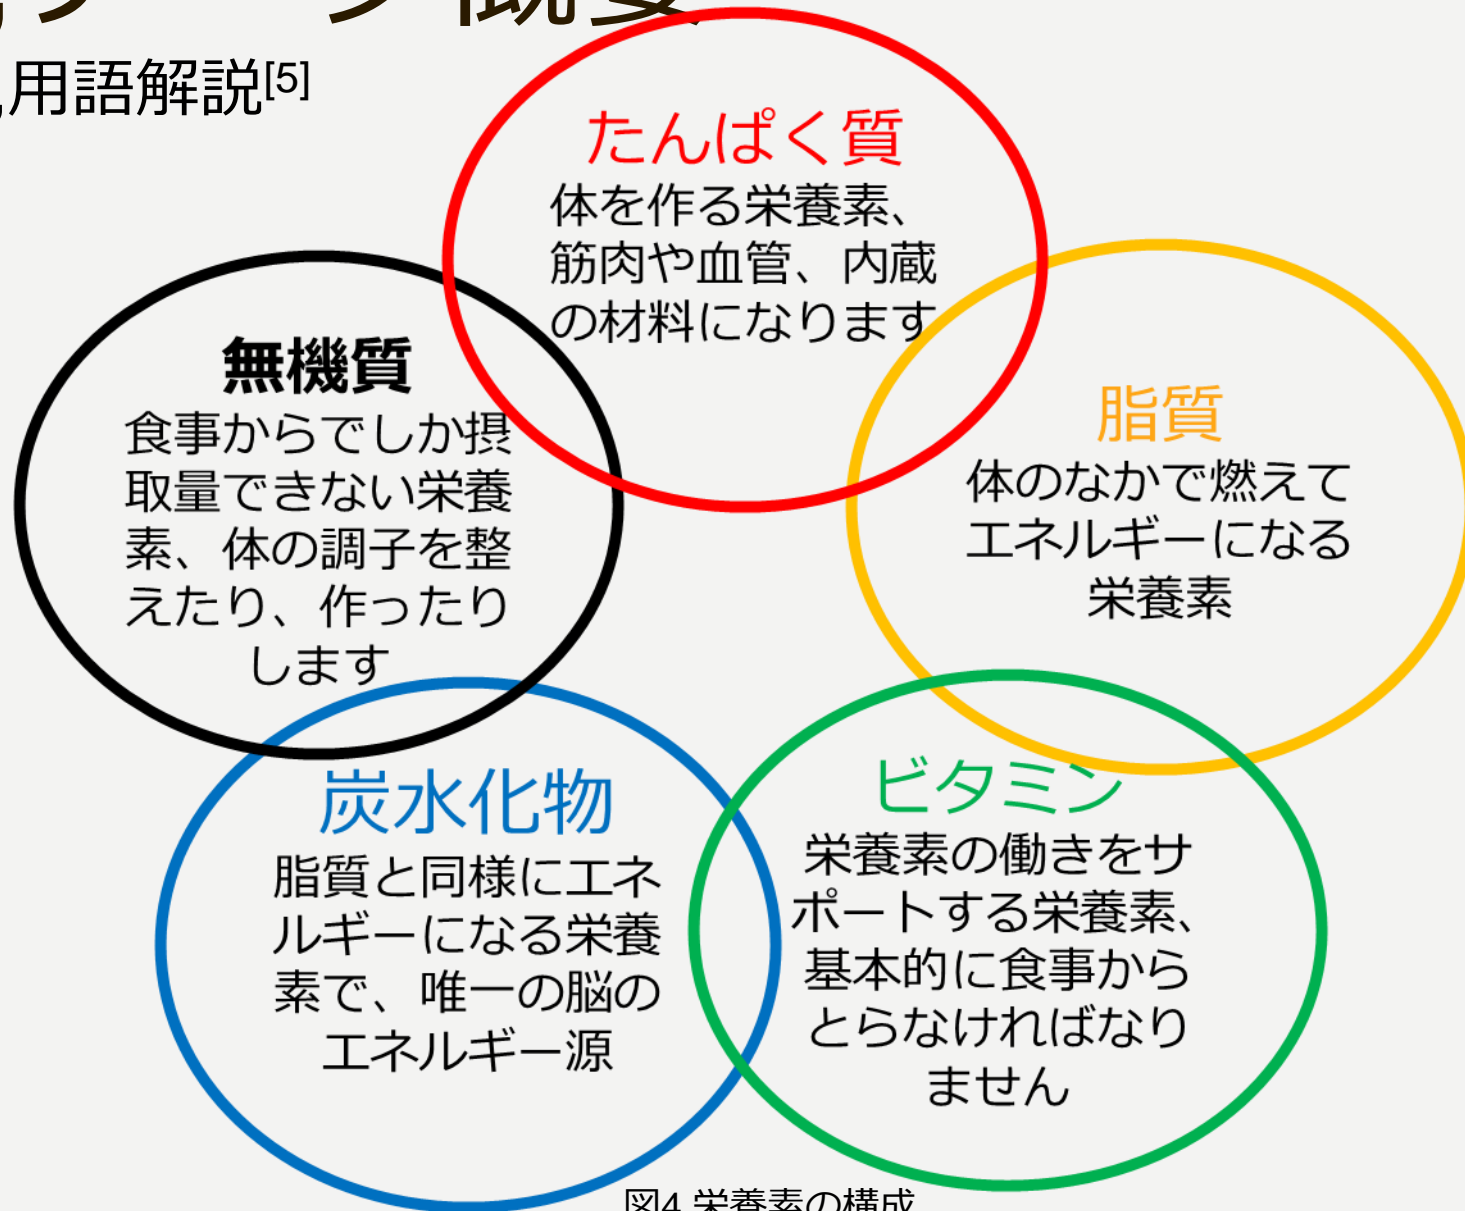 用語解説[5]
たんぱく質
体を作る栄養素、
筋肉や血管、内蔵
の材料になります
無機質
食事からでしか摂
取量できない栄養
素、体の調子を整
えたり、作ったり
します
脂質
体のなかで燃えて
エネルギーになる
栄養素
炭水化物
脂質と同様にエネ
ルギーになる栄養
素で、唯一の脳の
エネルギー源
ビタミン
栄養素の働きをサ
ポートする栄養素、
基本的に食事から
とらなければなり
ません
図4 栄養素の構成